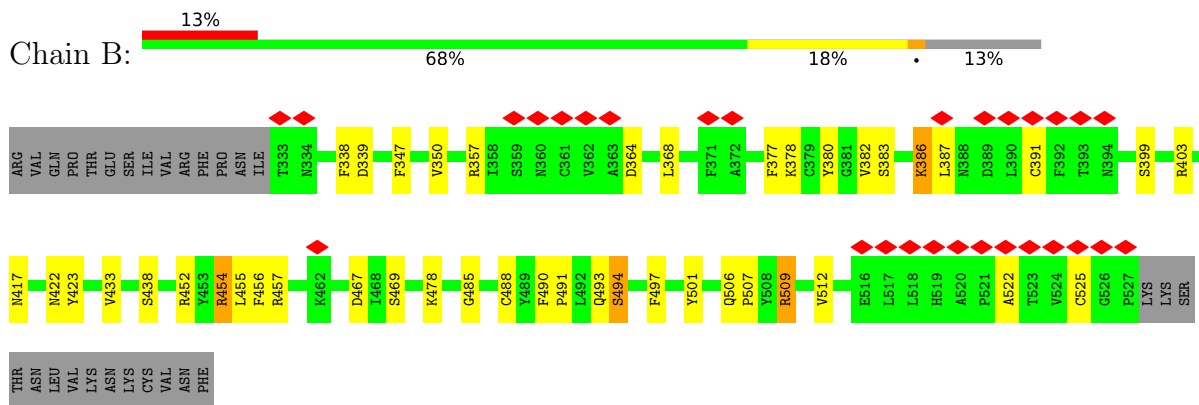 13%
Chain B:
68% 18% • 13%
ARG VAL GLN PRO THR GLU SER ILE VAL ARG PHE PRO ASN ILE T333 N334 F338 D339 F347 V350 R357 I358 S359 N360 C361 V362 A363 D364 L368 F371 A372 F377 K378 C379 Y380 G381 V382 S383 K386 L387 N388 D389 L390 C391 F392 T393 N394 S399 R403
N417 N422 Y423 V433 S438 R452 Y453 R454 L455 F456 R457 K462 D467 I468 S469 K478 G485 C488 Y489 F490 P491 L492 Q493 S494 F497 Y501 Q506 P507 Y508 R509 V512 E516 L517 L518 H519 A520 P521 A522 T523 V524 C525 G526 P527 LYS LYS SER
THR ASN LEU VAL LYS ASN LYS CYS VAL ASN PHE